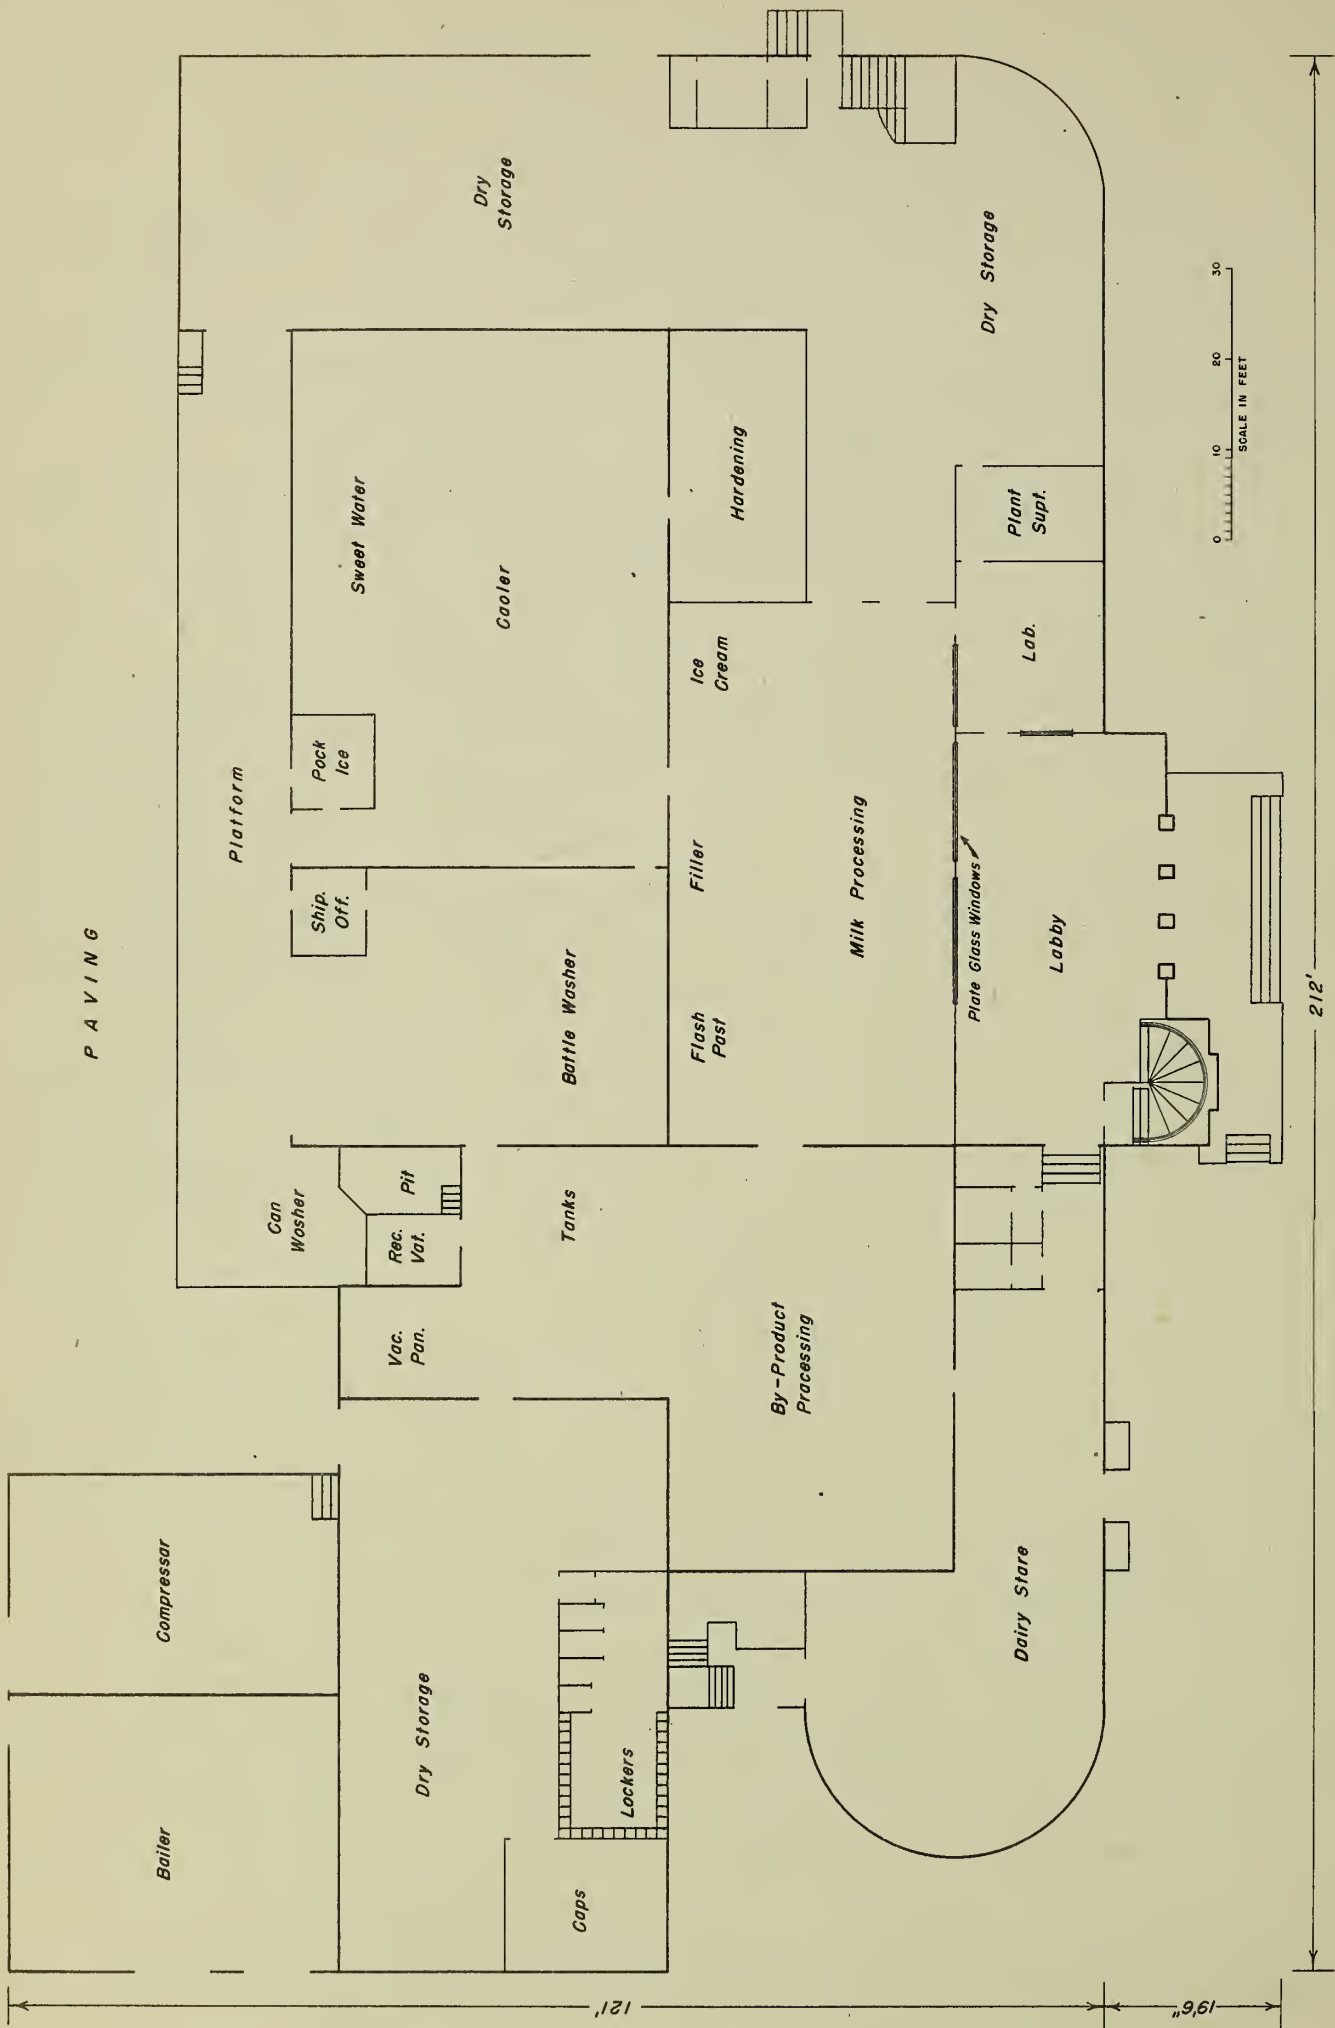 PAVING
Platform
Dry
Storage
Sweet Water
Caoler
Pock
Ice
Ship.
Off.
Battle Washer
Can
Washer
Pit
Rec.
Vat.
Vac.
Pan.
Tanks
Compressar
Bailer
Dry Storage
Lockers
Caps
Hardening
Ice
Cream
Filler
Flash
Past
Milk Processing
By-Product
Pracessing
Dry Storage
Plant
Supt.
Lab.
Plate Glass Windows
Labby
Dairy Stare
0 10 20 30
SCALE IN FEET
212'
121'
19'6"